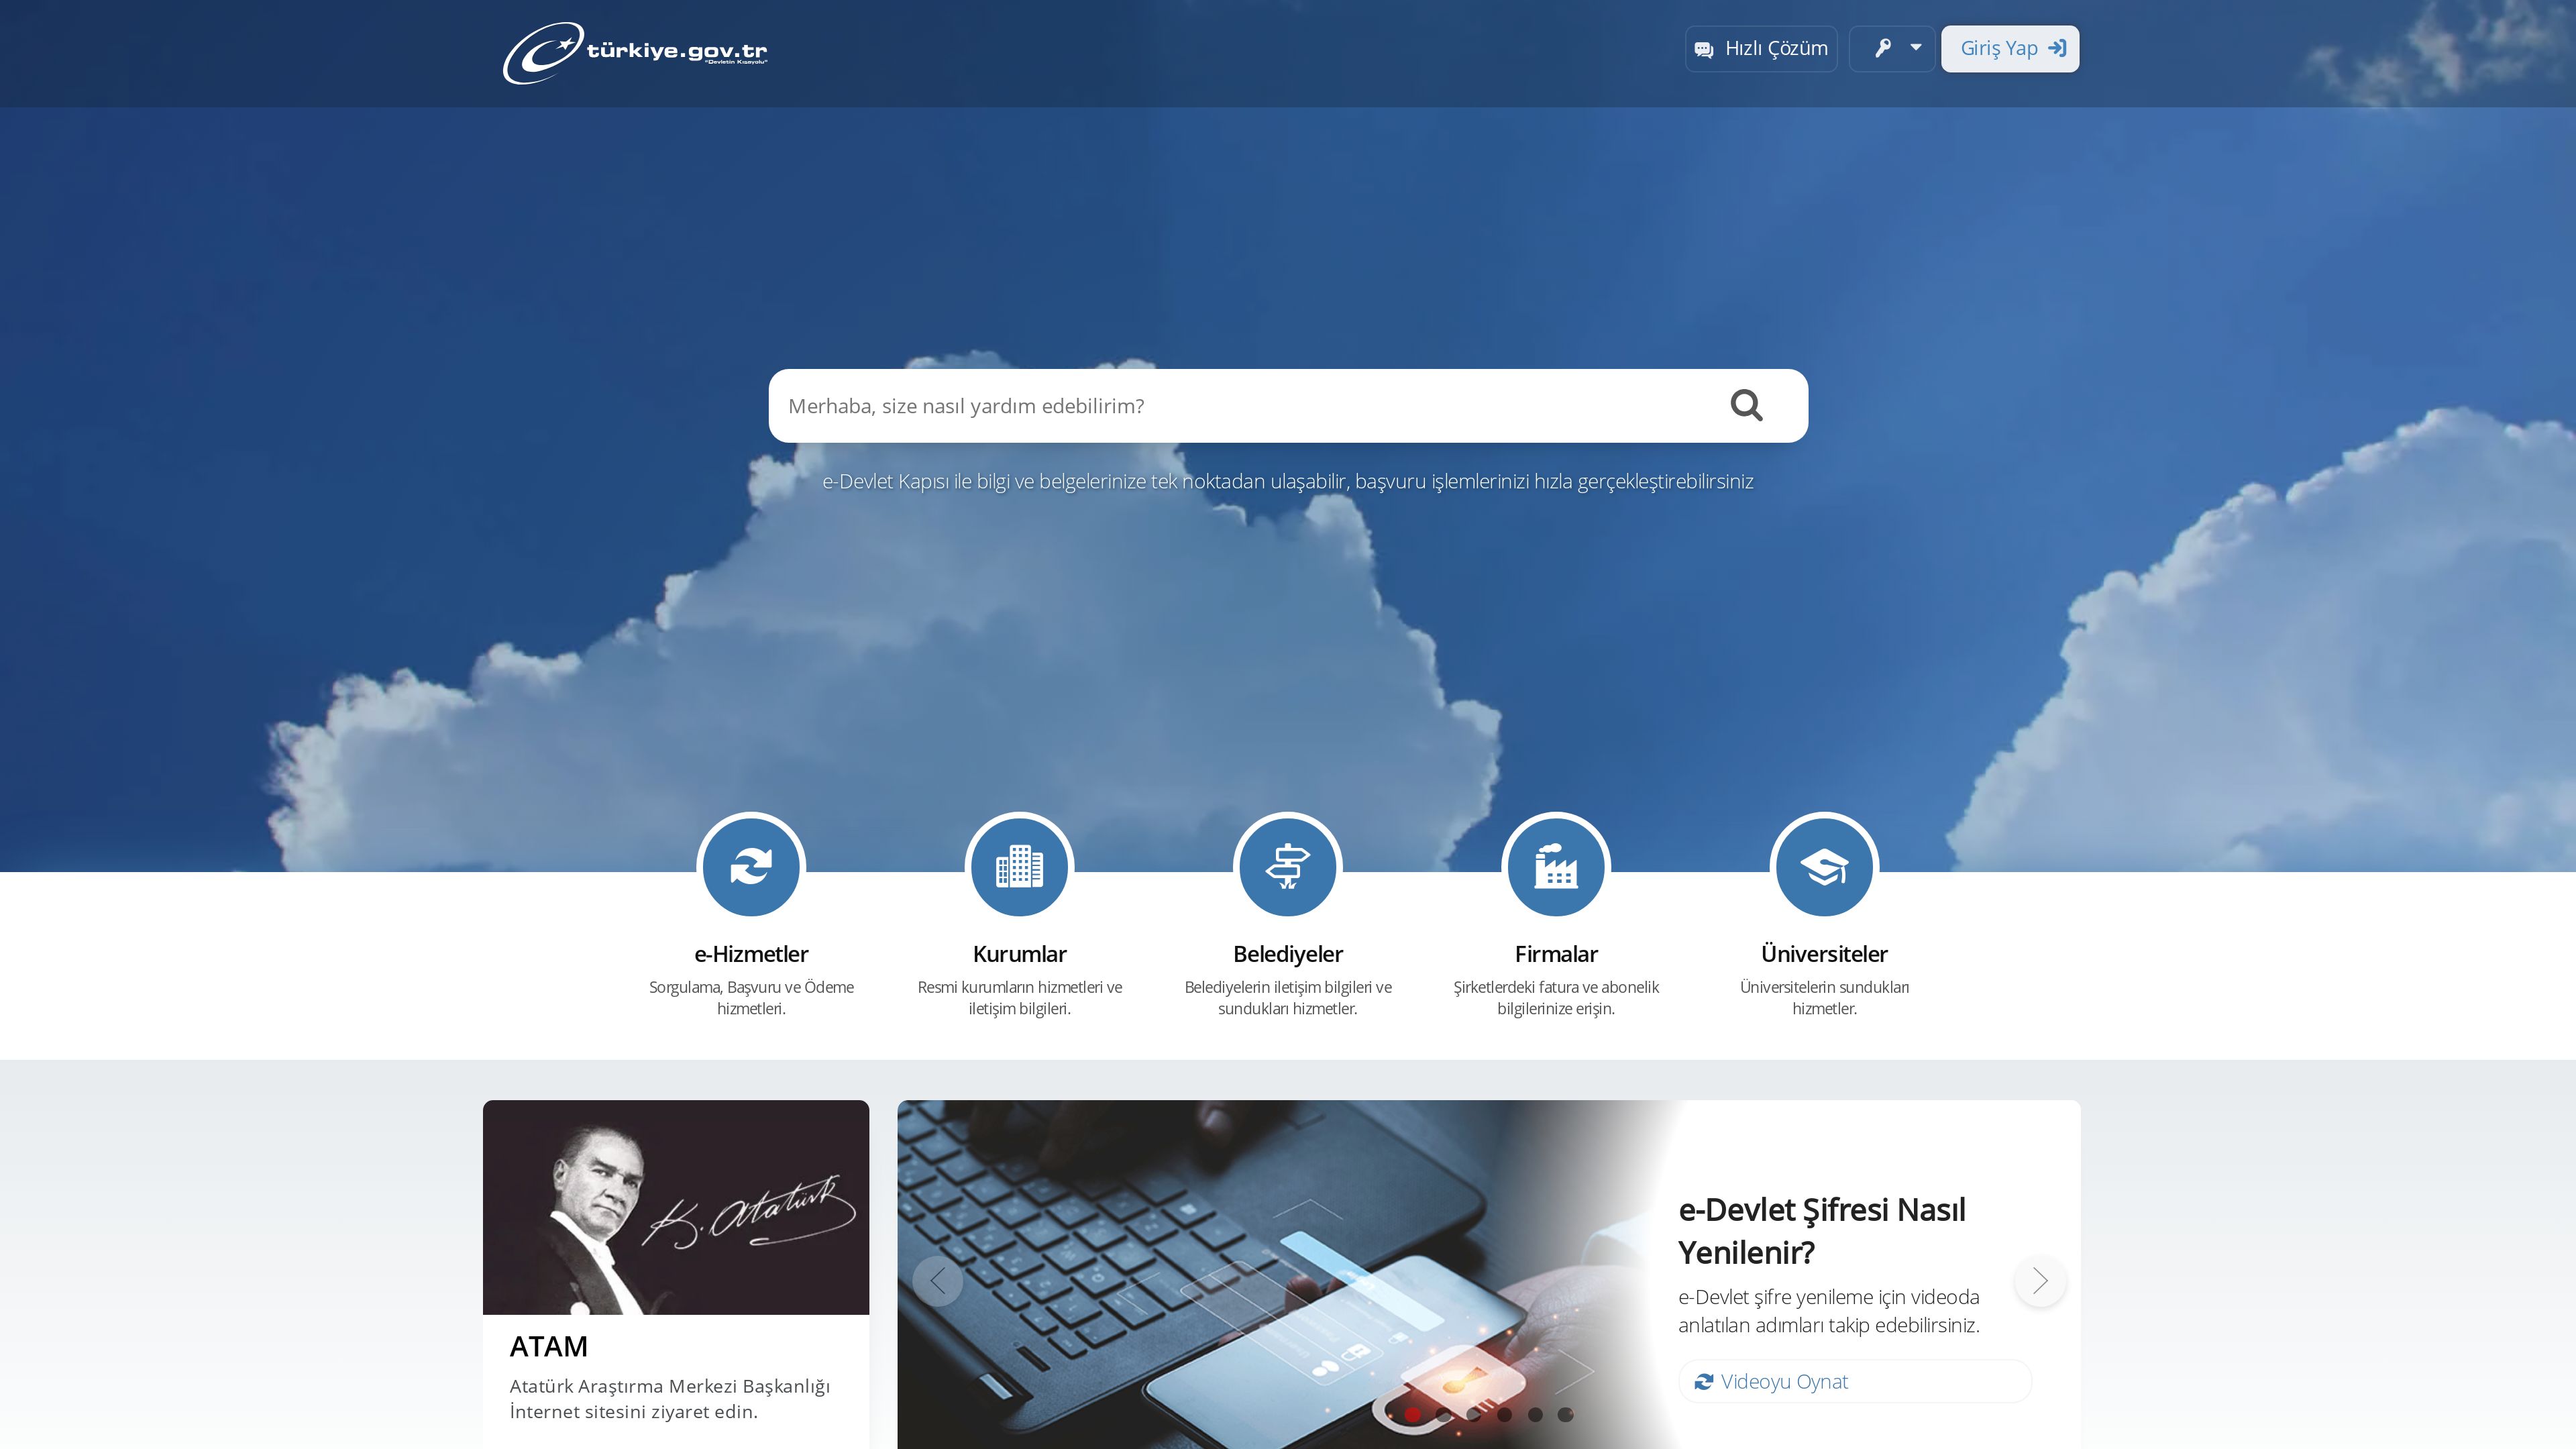 türkiye.gov.tr
"Devletin Kısayolu"
Hızlı Çözüm
Giriş Yap
Merhaba, size nasıl yardım edebilirim?
e-Devlet Kapısı ile bilgi ve belgelerinize tek noktadan ulaşabilir, başvuru işlemlerinizi hızla gerçekleştirebilirsiniz
e-Hizmetler
Sorgulama, Başvuru ve Ödeme
hizmetleri.
Kurumlar
Resmi kurumların hizmetleri ve
iletişim bilgileri.
Belediyeler
Belediyelerin iletişim bilgileri ve
sundukları hizmetler.
Firmalar
Şirketlerdeki fatura ve abonelik
bilgilerinize erişin.
Üniversiteler
Üniversitelerin sundukları
hizmetler.
K. Atatürk
ATAM
Atatürk Araştırma Merkezi Başkanlığı
İnternet sitesini ziyaret edin.
e-Devlet Şifresi Nasıl
Yenilenir?
e-Devlet şifre yenileme için videoda
anlatılan adımları takip edebilirsiniz.
Videoyu Oynat